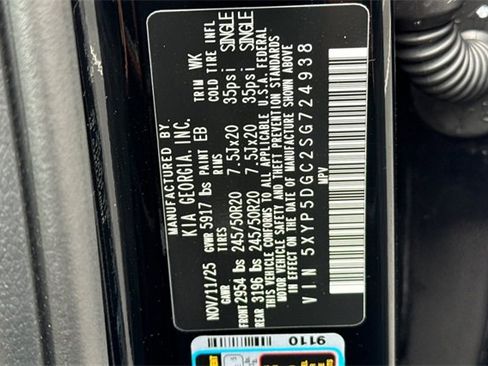 MANUFACTURED BY
KIA GEORGIA, INC.
NOV/11/25 GVWR 5917 lbs PAINT EB TRIM WK
GAWR TIRES RIMS COLD TIRE INFL
FRONT 2954 lbs 245/50R20 7.5Jx20 35psi SINGLE
REAR 3196 lbs 245/50R20 7.5Jx20 35psi SINGLE
THIS VEHICLE CONFORMS TO ALL APPLICABLE U.S.A. FEDERAL
MOTOR VEHICLE SAFETY AND THEFT PREVENTION STANDARDS
IN EFFECT ON THE DATE OF MANUFACTURE SHOWN ABOVE.
VIN 5XYP5DGC2SG724938
MPV
9110